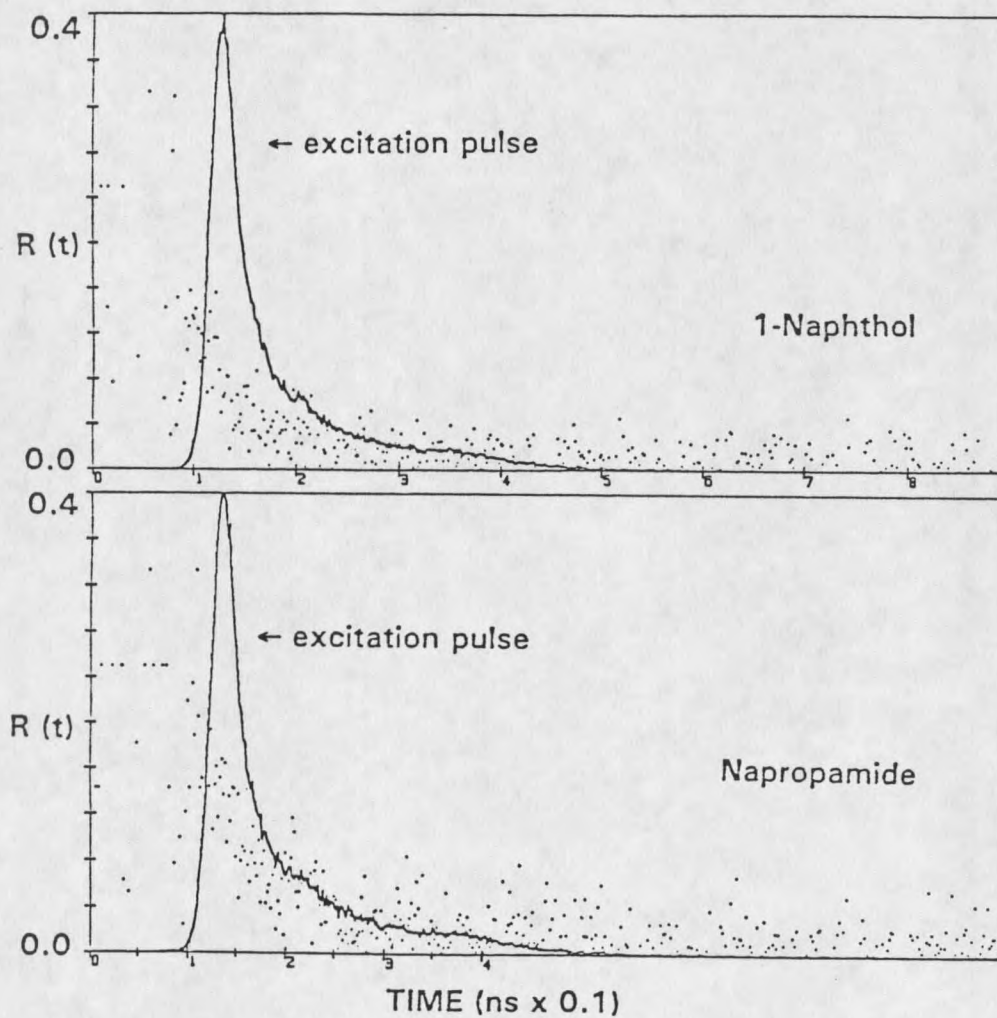 0.4
← excitation pulse
R (t)
1-Naphthol
0.0
0 1 2 3 4 5 6 7 8
0.4
← excitation pulse
R (t)
Napropamide
0.0
0 1 2 3 4
TIME (ns x 0.1)